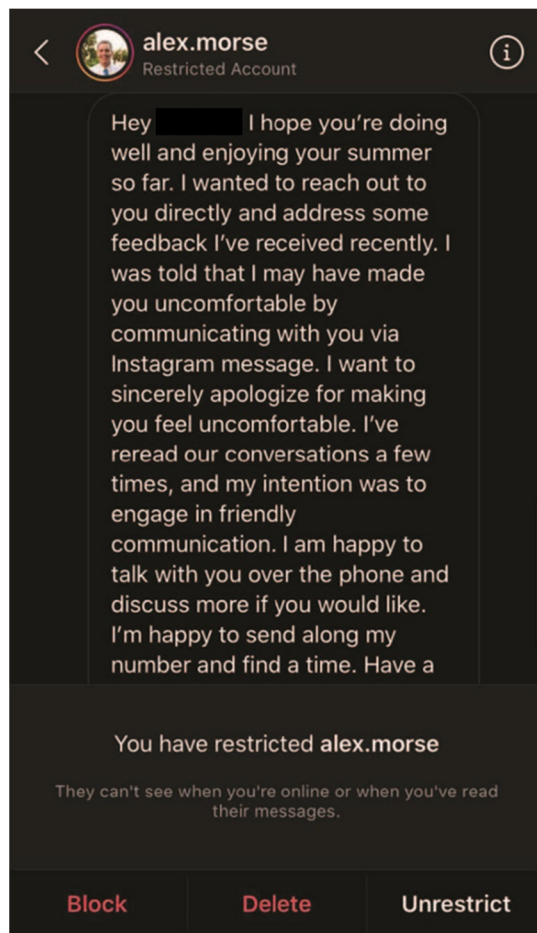 alex.morse
Restricted Account
Hey I hope you're doing
well and enjoying your summer
so far. I wanted to reach out to
you directly and address some
feedback I've received recently. I
was told that I may have made
you uncomfortable by
communicating with you via
Instagram message. I want to
sincerely apologize for making
you feel uncomfortable. I've
reread our conversations a few
times, and my intention was to
engage in friendly
communication. I am happy to
talk with you over the phone and
discuss more if you would like.
I'm happy to send along my
number and find a time. Have a
You have restricted alex.morse
They can't see when you're online or when you've read
their messages.
Block Delete Unrestrict